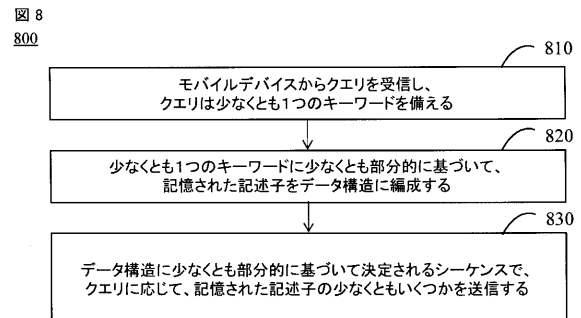 図 8
800
810
モバイルデバイスからクエリを受信し、
クエリは少なくとも1つのキーワードを備える
820
少なくとも1つのキーワードに少なくとも部分的に基づいて、
記憶された記述子をデータ構造に編成する
830
データ構造に少なくとも部分的に基づいて決定されるシーケンスで、
クエリに応じて、記憶された記述子の少なくともいくつかを送信する